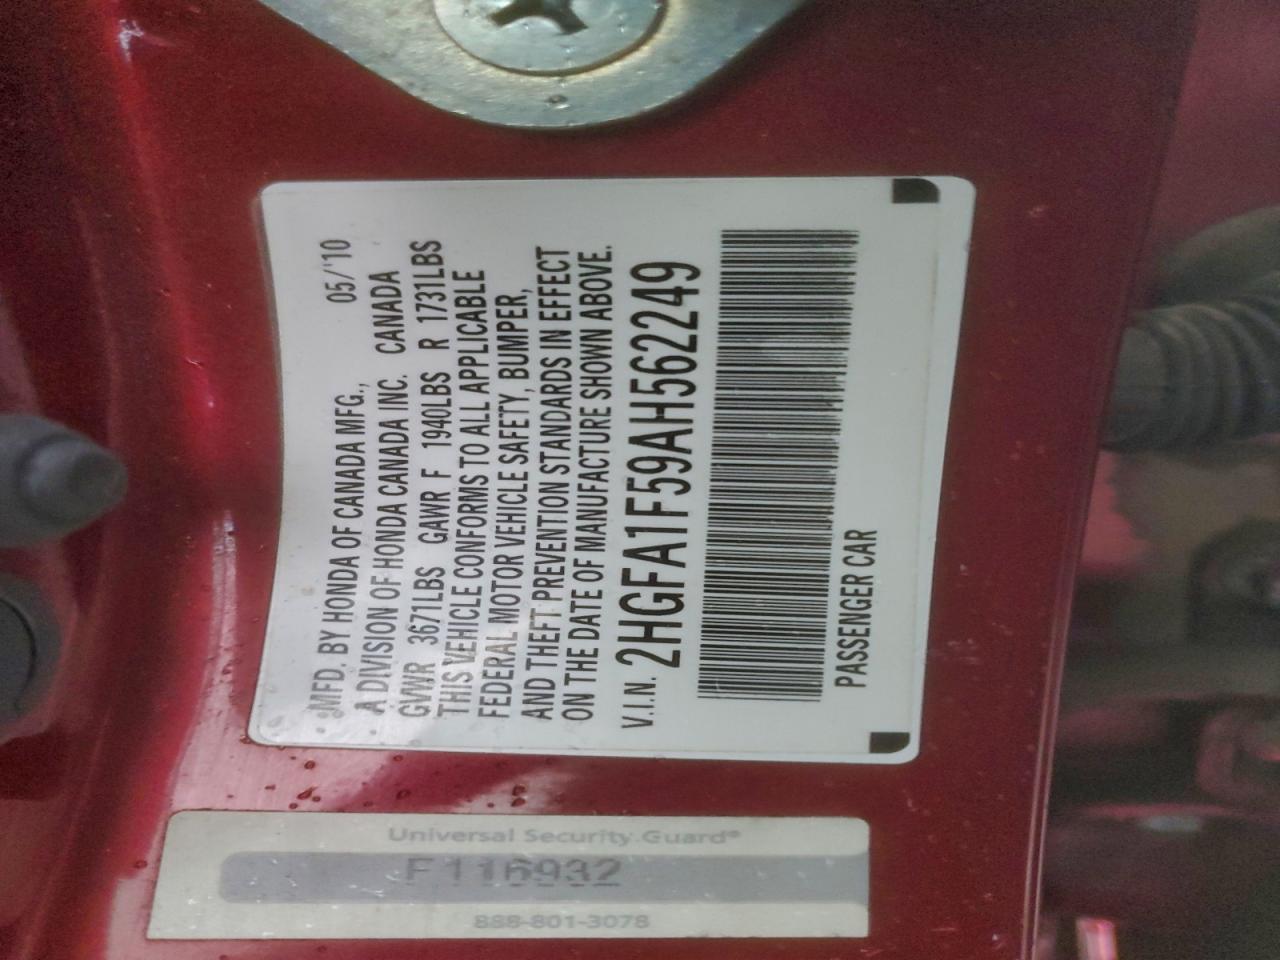 MFD. BY HONDA OF CANADA MFG., 05/'10
A DIVISION OF HONDA CANADA INC. CANADA
GVWR 3671LBS GAWR F 1940LBS R 1731LBS
THIS VEHICLE CONFORMS TO ALL APPLICABLE
FEDERAL MOTOR VEHICLE SAFETY, BUMPER,
AND THEFT PREVENTION STANDARDS IN EFFECT
ON THE DATE OF MANUFACTURE SHOWN ABOVE.
V.I.N. 2HGFA1F59AH562249
PASSENGER CAR
Universal Security Guard®
F116932
888-801-3078